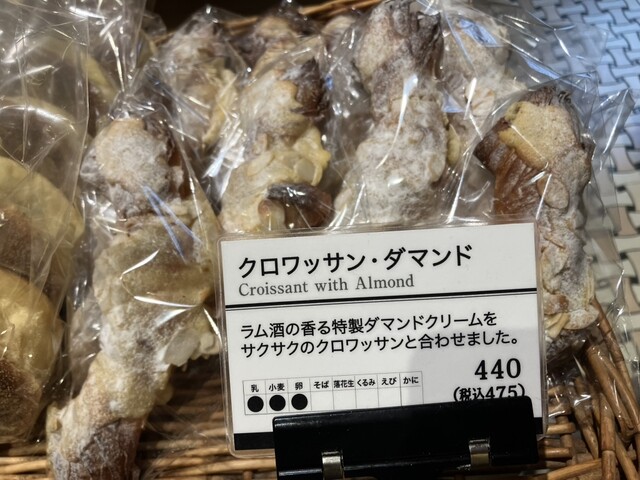 クロワッサン・ダマンド
Croissant with Almond
ラム酒の香る特製ダマンドクリームを
サクサクのクロワッサンと合わせました。
440
(税込475)
乳 小麦 卵 そば 落花生 くるみ えび かに
● ● ●